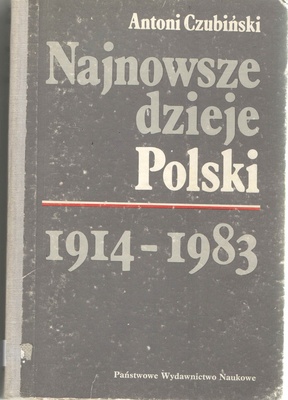 Antoni Czubiński
Najnowsze
dzieje
Polski
1914-1983
Państwowe Wydawnictwo Naukowe